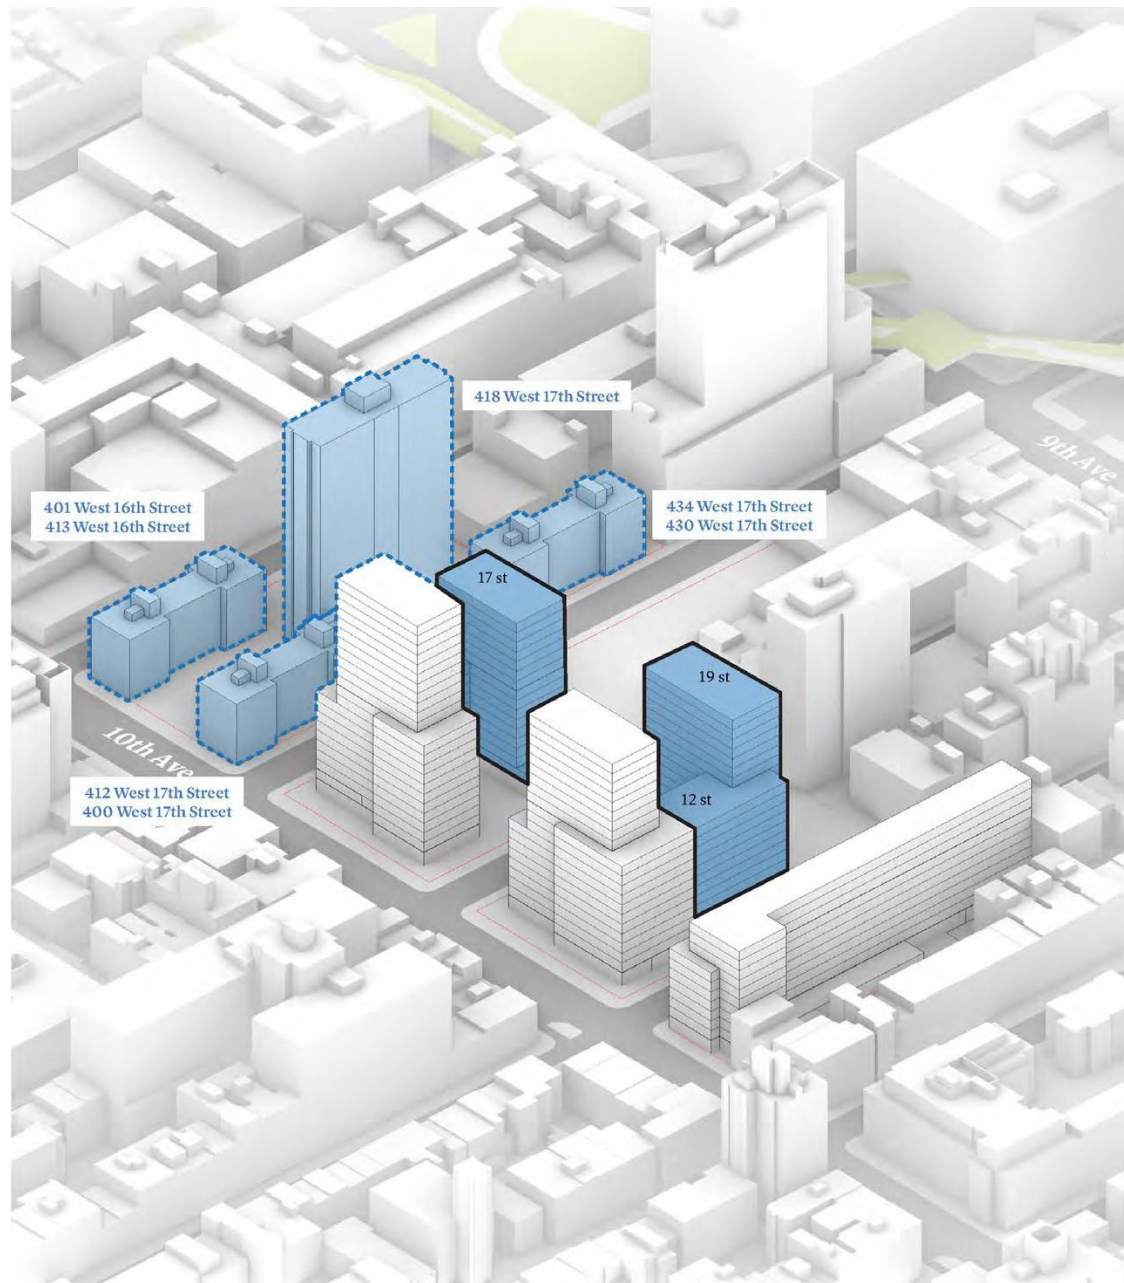 418 West 17th Street
9th Ave
401 West 16th Street
413 West 16th Street
434 West 17th Street
430 West 17th Street
17 st
19 st
10th Ave
412 West 17th Street
400 West 17th Street
12 st